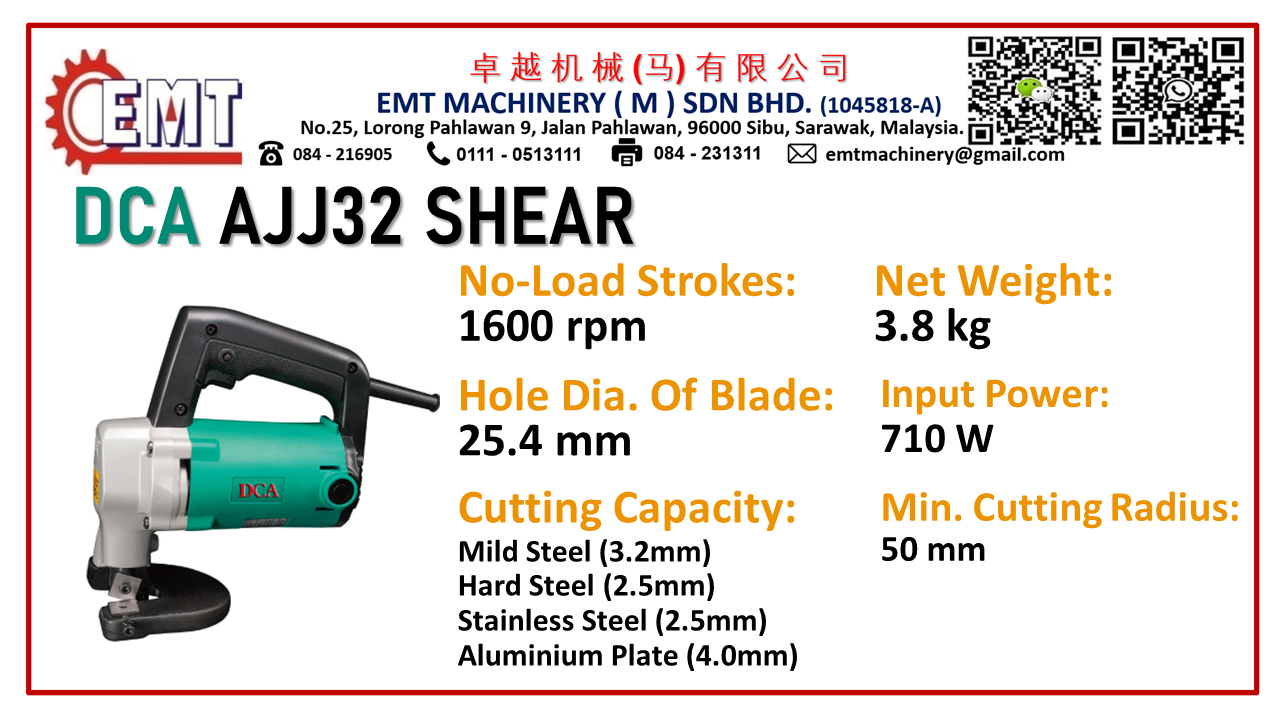 EMT
卓越机械(马)有限公司
EMT MACHINERY ( M ) SDN BHD. (1045818-A)
No.25, Lorong Pahlawan 9, Jalan Pahlawan, 96000 Sibu, Sarawak, Malaysia.
084 - 216905 0111 - 0513111 084 - 231311 emtmachinery@gmail.com
DCA AJJ32 SHEAR
No-Load Strokes:
1600 rpm
Net Weight:
3.8 kg
Hole Dia. Of Blade:
25.4 mm
Input Power:
710 W
Cutting Capacity:
Mild Steel (3.2mm)
Hard Steel (2.5mm)
Stainless Steel (2.5mm)
Aluminium Plate (4.0mm)
Min. Cutting Radius:
50 mm
DCA